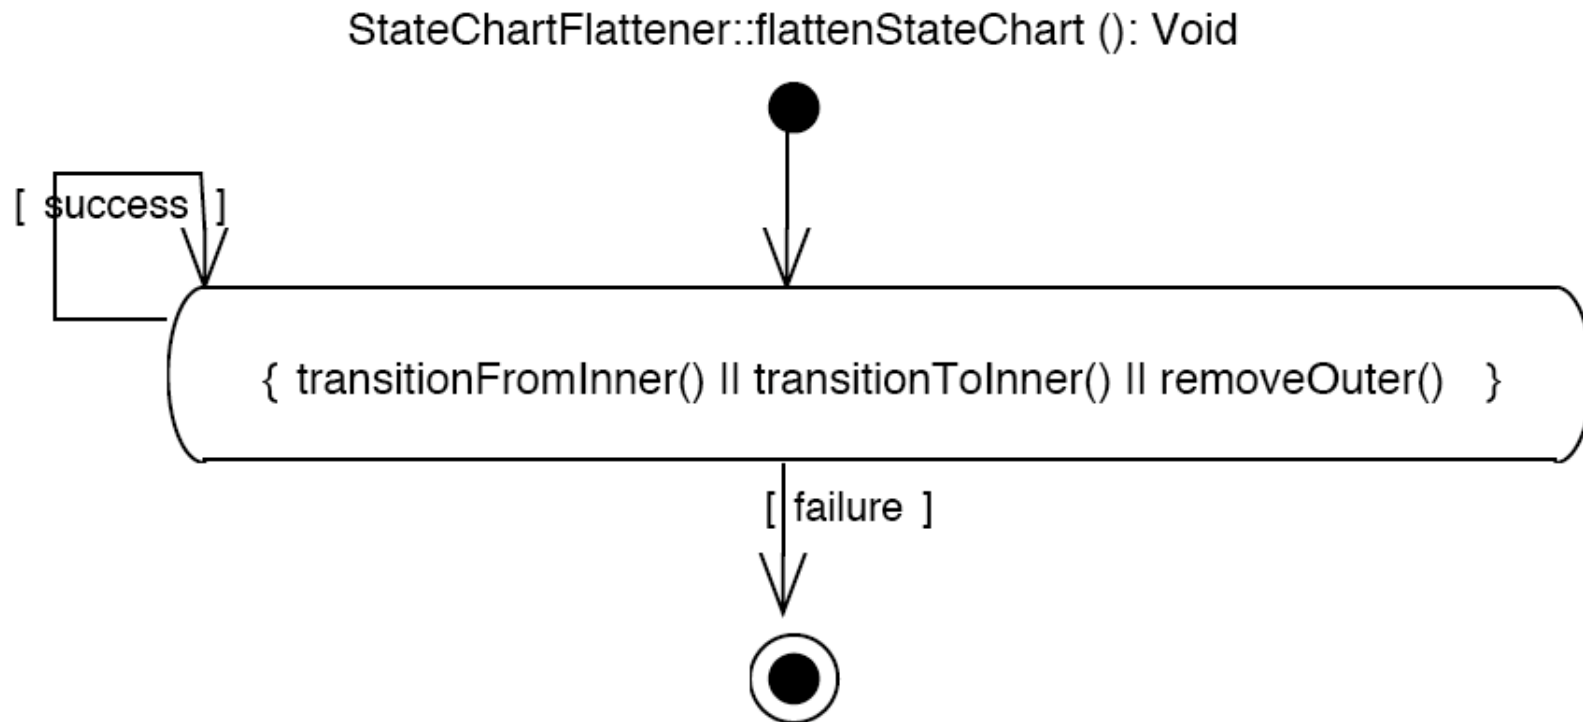 StateChartFlattener::flattenStateChart (): Void
[ success ]
{ transitionFromInner() || transitionToInner() || removeOuter() }
[ failure ]